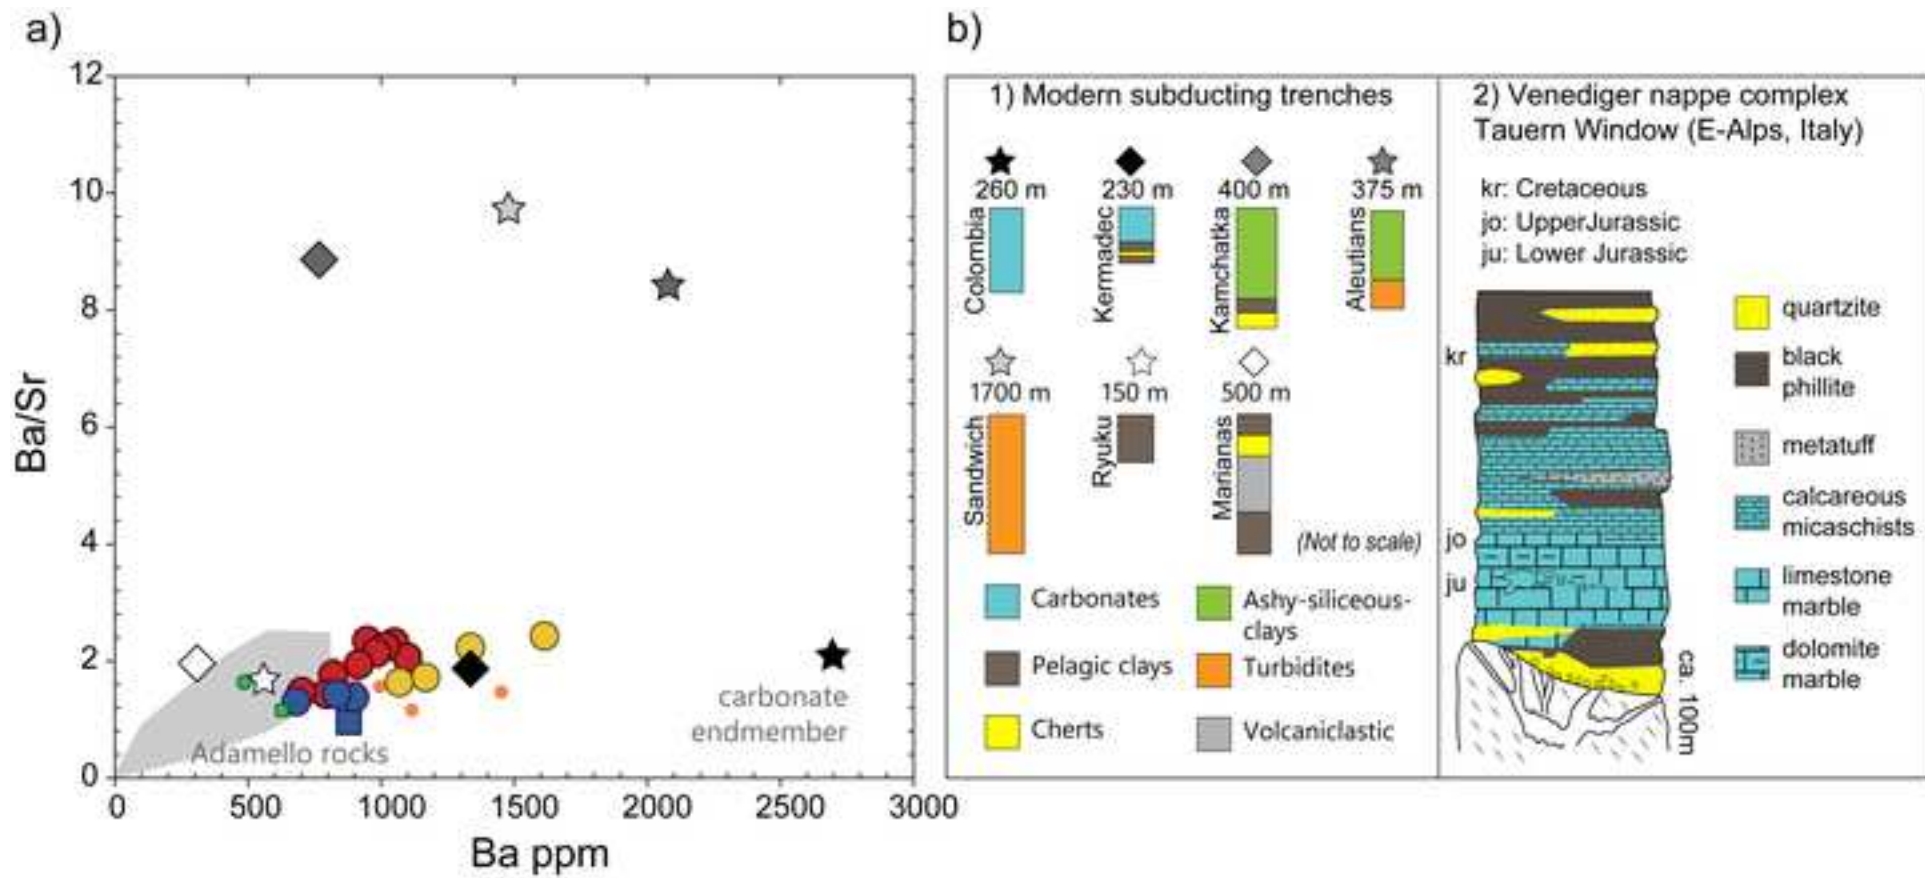 a)
12
10
8
6
4
2
0
Ba/Sr
0 500 1000 1500 2000 2500 3000
Ba ppm
Adamello rocks
carbonate
endmember
b)
1) Modern subducting trenches
260 m 230 m 400 m 375 m
Colombia
Kermadec
Kamchatka
Aleutians
1700 m 150 m 500 m
Sandwich
Ryuku
Marianas
(Not to scale)
Carbonates
Ashy-siliceous-
clays
Pelagic clays
Turbidites
Cherts
Volcaniclastic
2) Venediger nappe complex
Tauern Window (E-Alps, Italy)
kr: Cretaceous
jo: UpperJurassic
ju: Lower Jurassic
kr
jo
ju
ca. 100m
quartzite
black
phillite
metatuff
calcareous
micaschists
limestone
marble
dolomite
marble